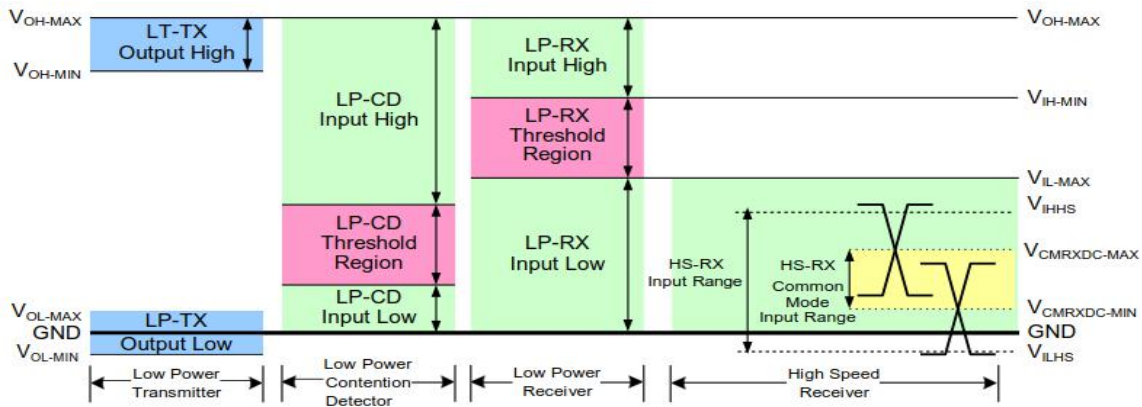 VOH-MAX
VOH-MIN
VOL-MAX
GND
VOL-MIN
LT-TX
Output High
LP-TX
Output Low
LP-CD
Input High
LP-CD
Threshold
Region
LP-CD
Input Low
LP-RX
Input High
LP-RX
Threshold
Region
LP-RX
Input Low
HS-RX
Input Range
HS-RX
Common
Mode
Input Range
VOH-MAX
VIH-MIN
VIL-MAX
VIHHS
VCMRXDC-MAX
VCMRXDC-MIN
GND
VILHS
Low Power
Transmitter
Low Power
Contention
Detector
Low Power
Receiver
High Speed
Receiver